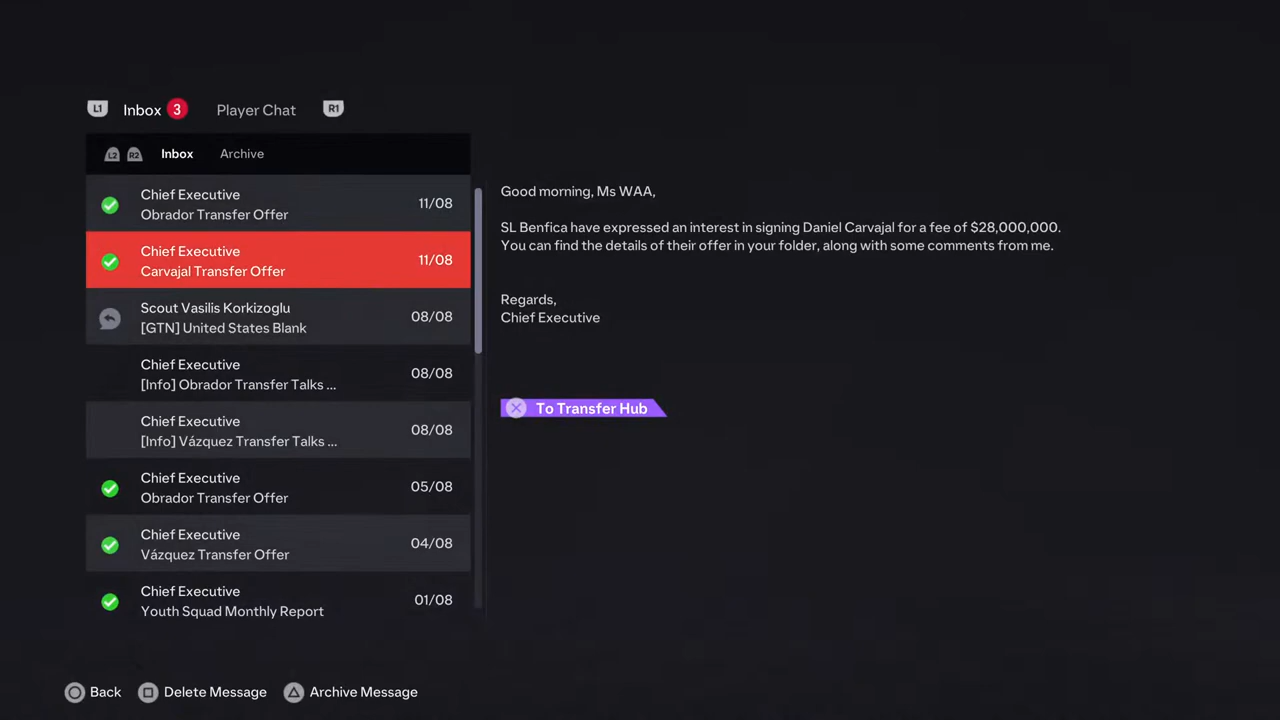 L1 Inbox 3 Player Chat R1
L2 R2 Inbox Archive
Chief Executive
Obrador Transfer Offer
11/08
Chief Executive
Carvajal Transfer Offer
11/08
Scout Vasilis Korkizoglu
[GTN] United States Blank
08/08
Chief Executive
[Info] Obrador Transfer Talks ...
08/08
Chief Executive
[Info] Vázquez Transfer Talks ...
08/08
Chief Executive
Obrador Transfer Offer
05/08
Chief Executive
Vázquez Transfer Offer
04/08
Chief Executive
Youth Squad Monthly Report
01/08
Good morning, Ms WAA,
SL Benfica have expressed an interest in signing Daniel Carvajal for a fee of $28,000,000.
You can find the details of their offer in your folder, along with some comments from me.
Regards,
Chief Executive
To Transfer Hub
Back Delete Message Archive Message